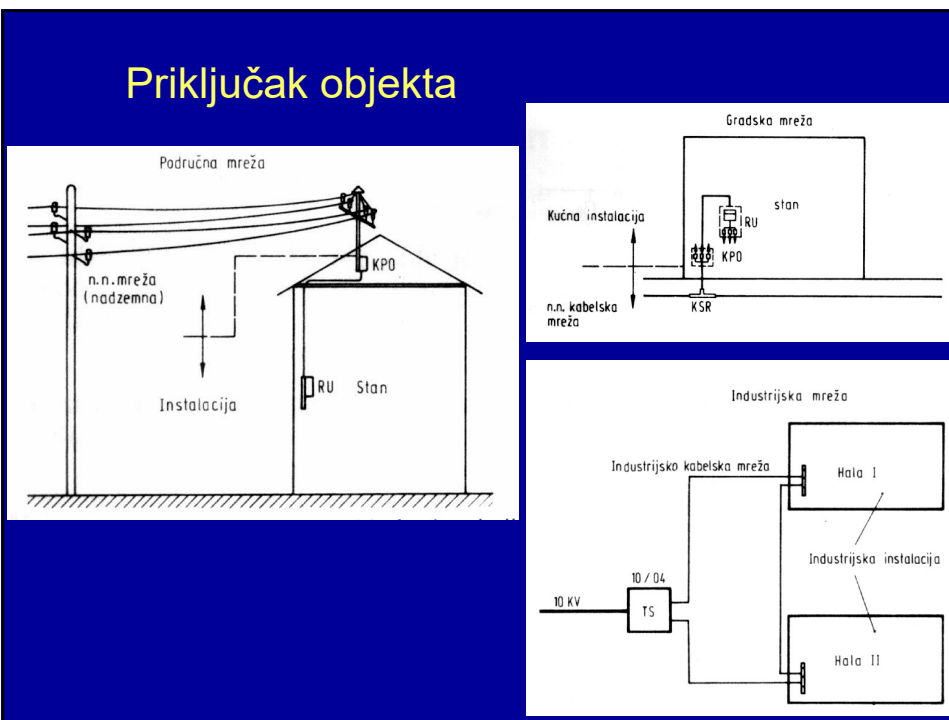 Priključak objekta
Područna mreža
n.n.mreža
(nadzemna)
KPO
RU
Stan
Instalacija
Gradska mreža
Kućna instalacija
stan
RU
KPO
n.n. kabelska
mreža
KSR
Industrijska mreža
Industrijsko kabelska mreža
Hala I
Industrijska instalacija
10 / 04
10 KV
TS
Hala II